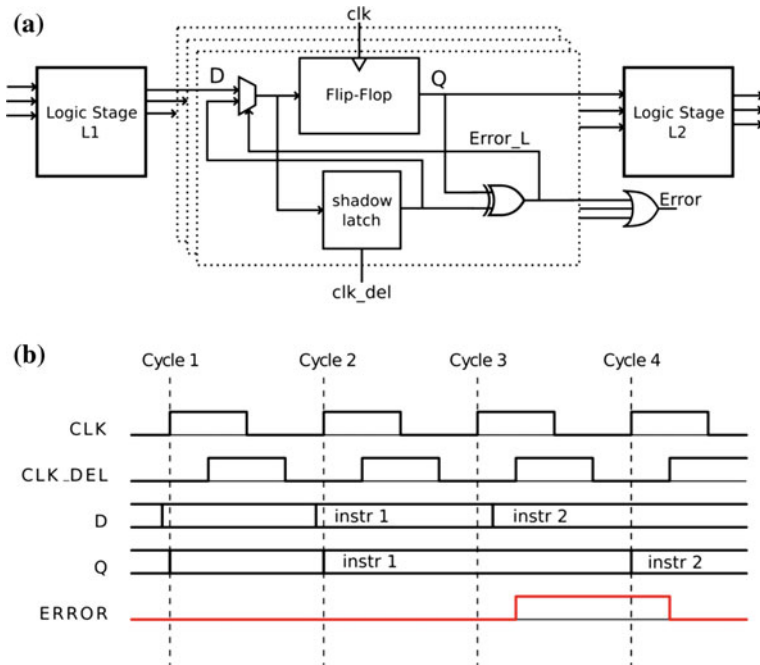 (a)
clk
Logic Stage
L1
D
Flip-Flop
Q
Logic Stage
L2
Error_L
shadow
latch
Error
clk_del
(b)
Cycle 1
Cycle 2
Cycle 3
Cycle 4
CLK
CLK_DEL
D
instr 1
instr 2
Q
instr 1
instr 2
ERROR